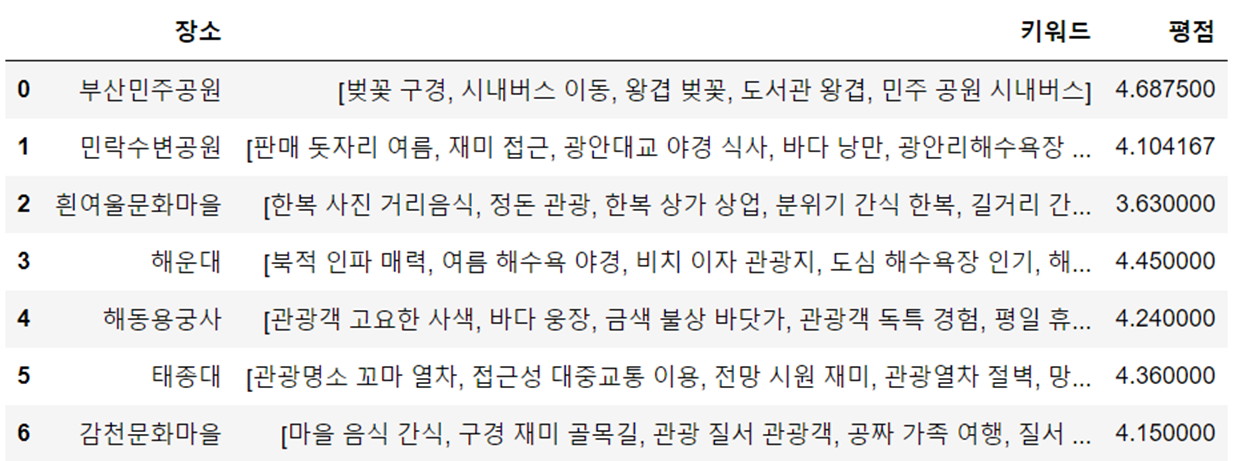 장소 키워드 평점
0 부산민주공원 [벚꽃 구경, 시내버스 이동, 왕겹 벚꽃, 도서관 왕겹, 민주 공원 시내버스] 4.687500
1 민락수변공원 [판매 돗자리 여름, 재미 접근, 광안대교 야경 식사, 바다 낭만, 광안리해수욕장 ... 4.104167
2 흰여울문화마을 [한복 사진 거리음식, 정돈 관광, 한복 상가 상업, 분위기 간식 한복, 길거리 간... 3.630000
3 해운대 [북적 인파 매력, 여름 해수욕 야경, 비치 의자 관광지, 도심 해수욕장 인기, 해... 4.450000
4 해동용궁사 [관광객 고요한 사색, 바다 웅장, 금색 불상 바닷가, 관광객 독특 경험, 평일 휴... 4.240000
5 태종대 [관광명소 꼬마 열차, 접근성 대중교통 이용, 전망 시원 재미, 관광열차 절벽, 망... 4.360000
6 감천문화마을 [마을 음식 간식, 구경 재미 골목길, 관광 질서 관광객, 공짜 가족 여행, 질서 ... 4.150000